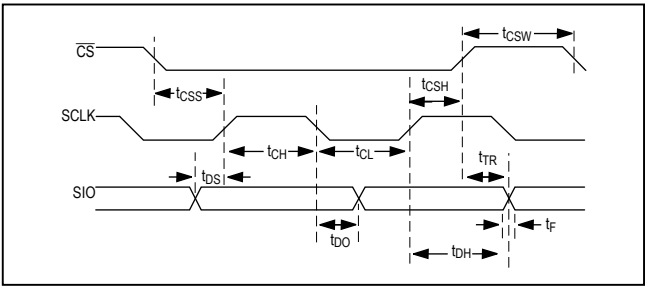 CS
tCSW
tCSS
tCSH
SCLK
tCH
tCL
tTR
tDS
SIO
tF
tDO
tDH